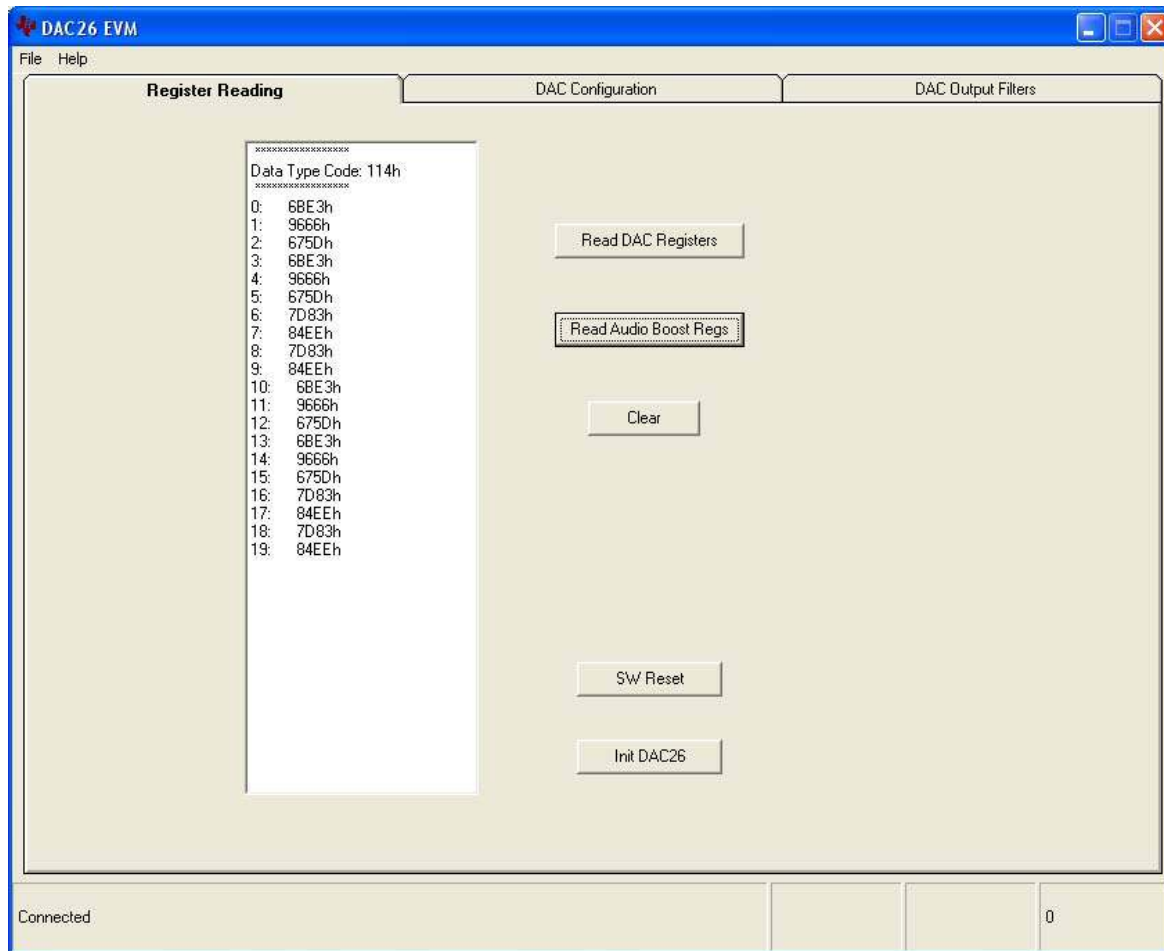 DAC26 EVM
File Help
Register Reading
DAC Configuration
DAC Output Filters
*****************
Data Type Code: 114h
*****************
0: 6BE3h
1: 9666h
2: 675Dh
3: 6BE3h
4: 9666h
5: 675Dh
6: 7D83h
7: 84EEh
8: 7D83h
9: 84EEh
10: 6BE3h
11: 9666h
12: 675Dh
13: 6BE3h
14: 9666h
15: 675Dh
16: 7D83h
17: 84EEh
18: 7D83h
19: 84EEh
Read DAC Registers
Read Audio Boost Regs
Clear
SW Reset
Init DAC26
Connected
0